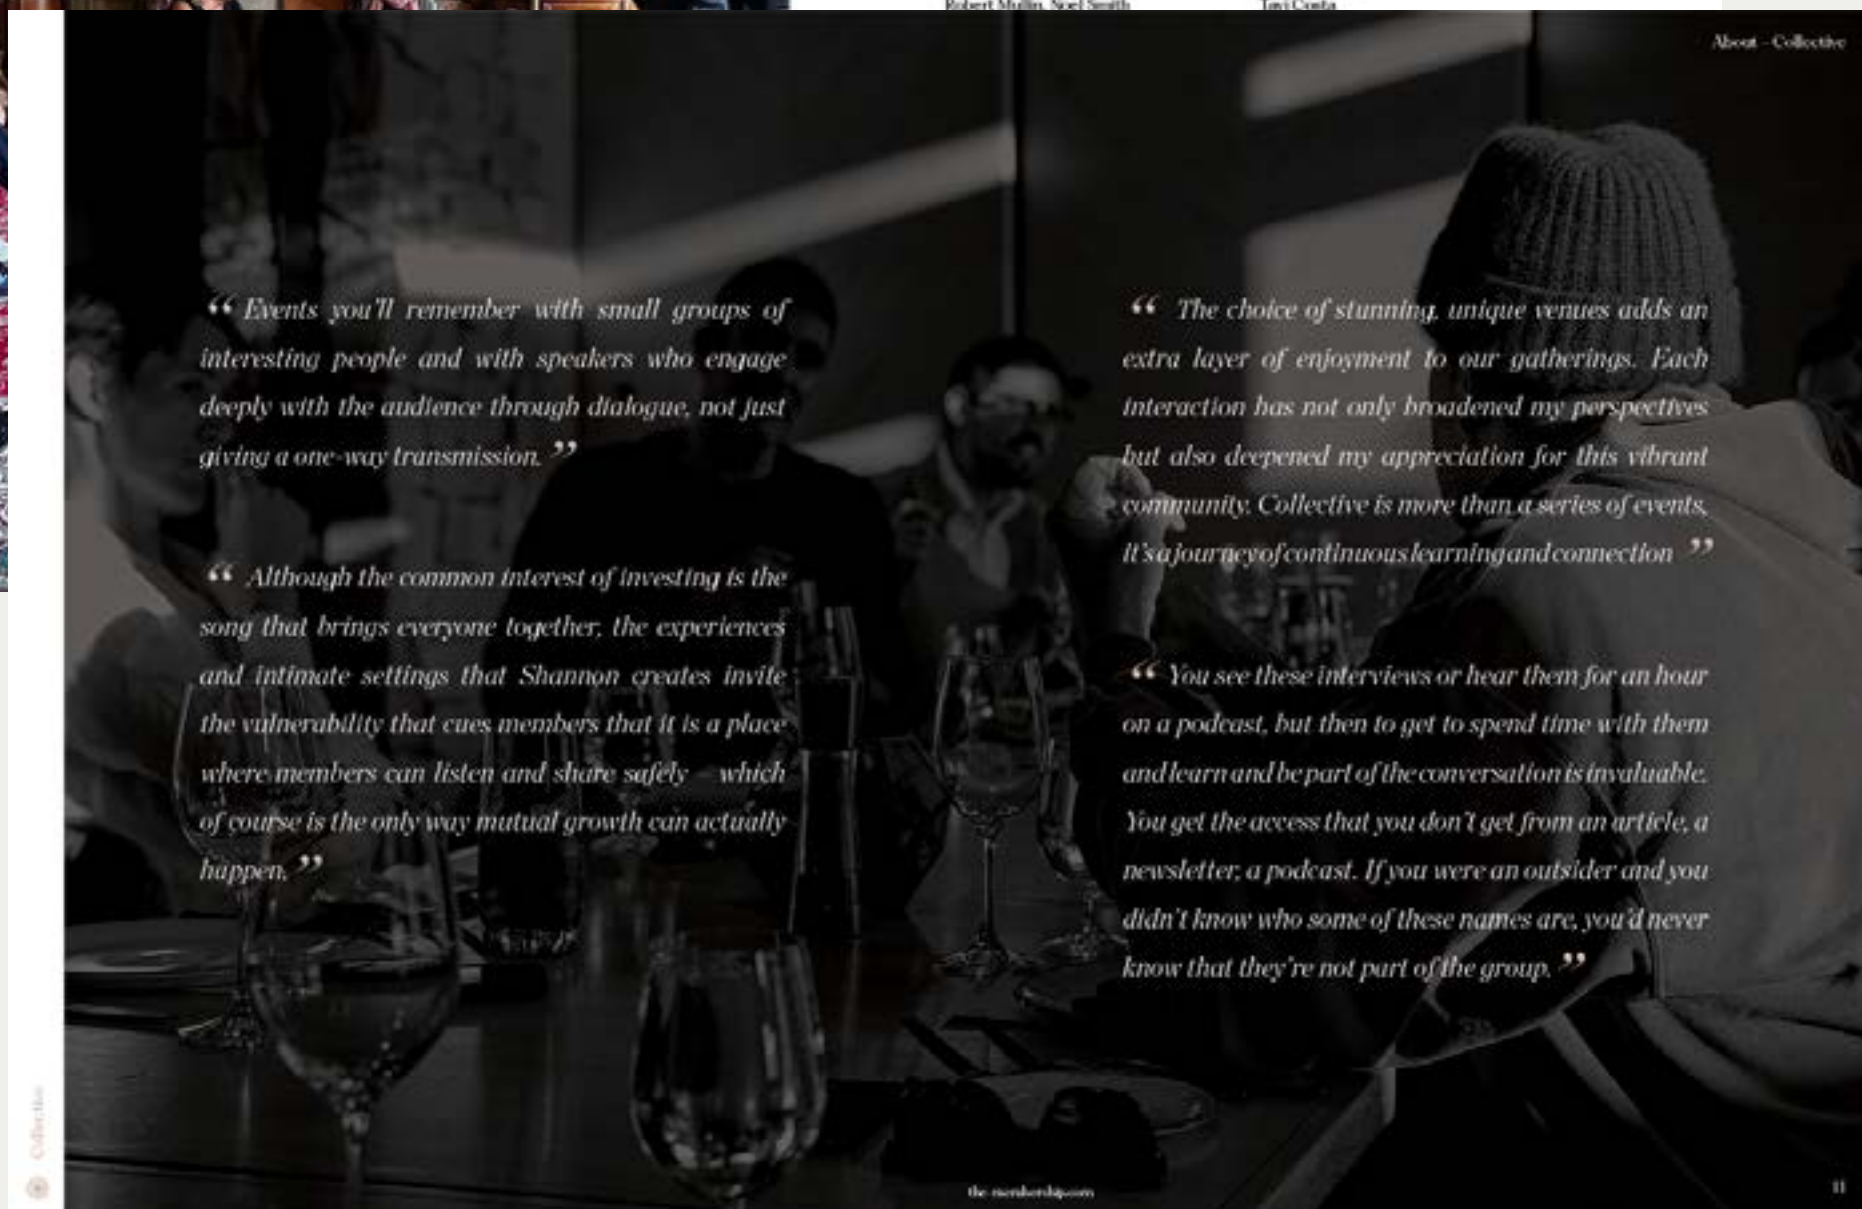 Robert Mullin, Noel Smith
Tavi Costa
About - Collective
“ Events you’ll remember with small groups of
interesting people and with speakers who engage
deeply with the audience through dialogue, not just
giving a one-way transmission. ”
“ Although the common interest of investing is the
song that brings everyone together, the experiences
and intimate settings that Shannon creates invite
the vulnerability that cues members that it is a place
where members can listen and share safely which
of course is the only way mutual growth can actually
happen. ”
“ The choice of stunning, unique venues adds an
extra layer of enjoyment to our gatherings. Each
interaction has not only broadened my perspectives
but also deepened my appreciation for this vibrant
community. Collective is more than a series of events,
It’s a journey of continuous learning and connection ”
“ You see these interviews or hear them for an hour
on a podcast, but then to get to spend time with them
and learn and be part of the conversation is invaluable.
You get the access that you don’t get from an article, a
newsletter, a podcast. If you were an outsider and you
didn’t know who some of these names are, you’d never
know that they’re not part of the group. ”
Collective
the-membership.com
11